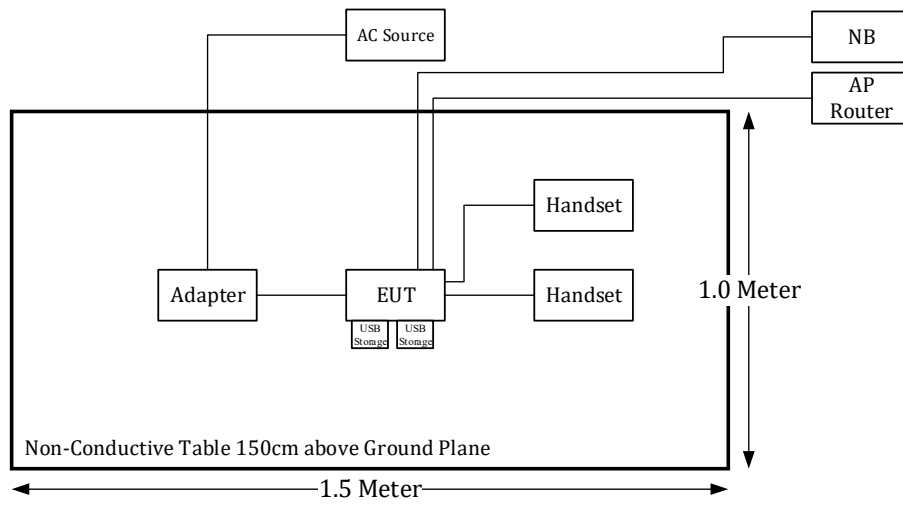 AC Source
NB
AP
Router
Handset
Adapter
EUT
Handset
1.0 Meter
USB
Storage
USB
Storage
Non-Conductive Table 150cm above Ground Plane
1.5 Meter